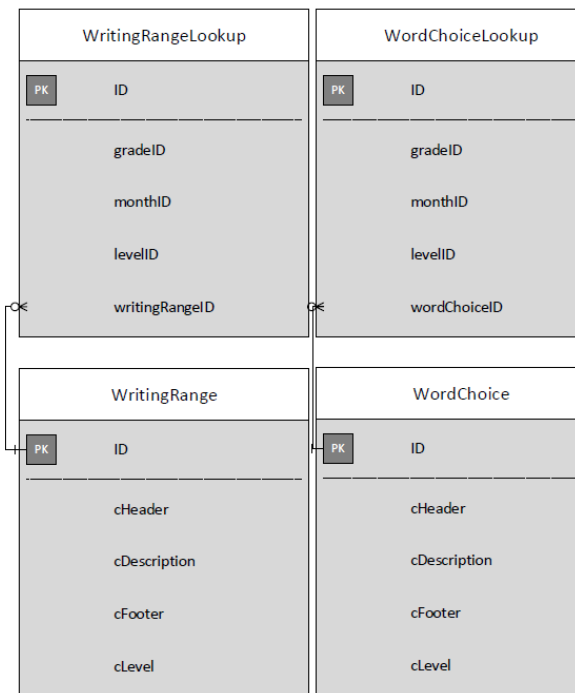 WritingRangeLookup
PK ID
gradeID
monthID
levelID
writingRangeID
WordChoiceLookup
PK ID
gradeID
monthID
levelID
wordChoiceID
WritingRange
PK ID
cHeader
cDescription
cFooter
cLevel
WordChoice
PK ID
cHeader
cDescription
cFooter
cLevel